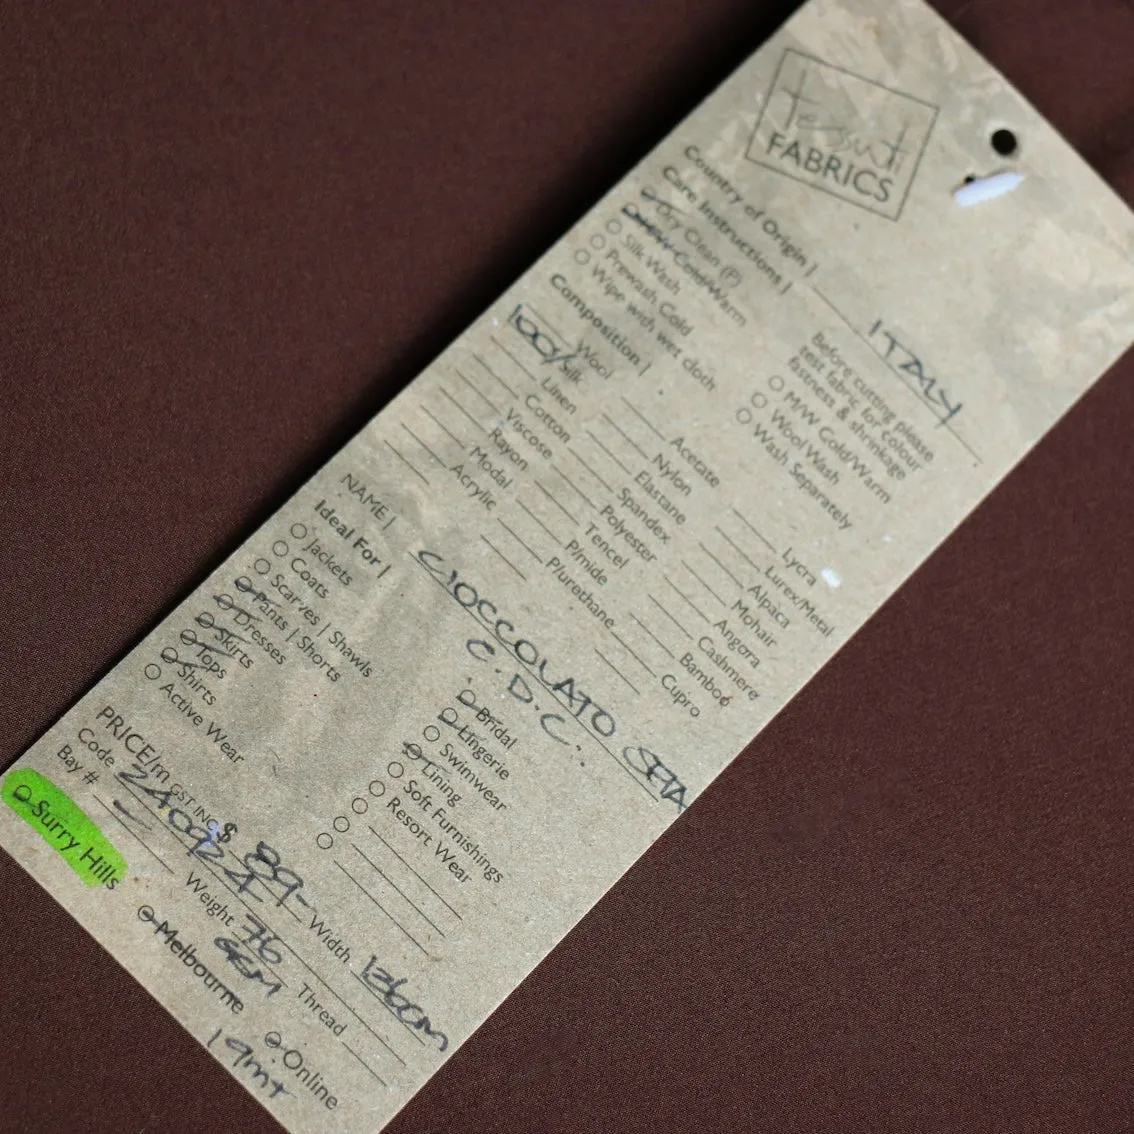 tessuti
FABRICS
Country of Origin | ITALY
Care Instructions |
Dry Clean (P)
M/W Cold/Warm
Silk Wash
Prewash Cold
Wipe with wet cloth
Before cutting please
test fabric for colour
fastness & shrinkage
M/W Cold/Warm
Wool Wash
Wash Separately
Composition |
Wool
100/ Silk
Linen
Cotton
Viscose
Rayon
Modal
Acrylic
Acetate
Nylon
Elastane
Spandex
Polyester
Tencel
P/mide
P/urethane
Lycra
Lurex/Metal
Alpaca
Mohair
Angora
Cashmere
Bamboo
Cupro
NAME | CIOCCOLATO SETA
C.D.C.
Ideal For |
Jackets
Coats
Scarves | Shawls
Pants | Shorts
Dresses
Skirts
Tops
Shirts
Active Wear
Bridal
Lingerie
Swimwear
Lining
Soft Furnishings
Resort Wear
PRICE/m GST INC $ 89- Width 136cm
Code 240924 Weight 76 GSM Thread
Bay # -
Surry Hills
Melbourne
Online
19mt